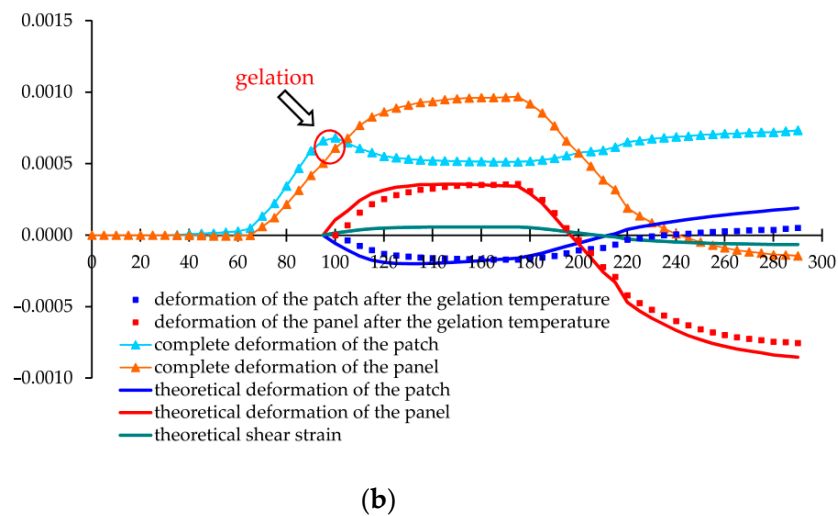 0.0015
gelation
0.0010
0.0005
0.0000
0 20 40 60 80 100 120 140 160 180 200 220 240 260 280 300
−0.0005
−0.0010
deformation of the patch after the gelation temperature
deformation of the panel after the gelation temperature
complete deformation of the patch
complete deformation of the panel
theoretical deformation of the patch
theoretical deformation of the panel
theoretical shear strain
(b)